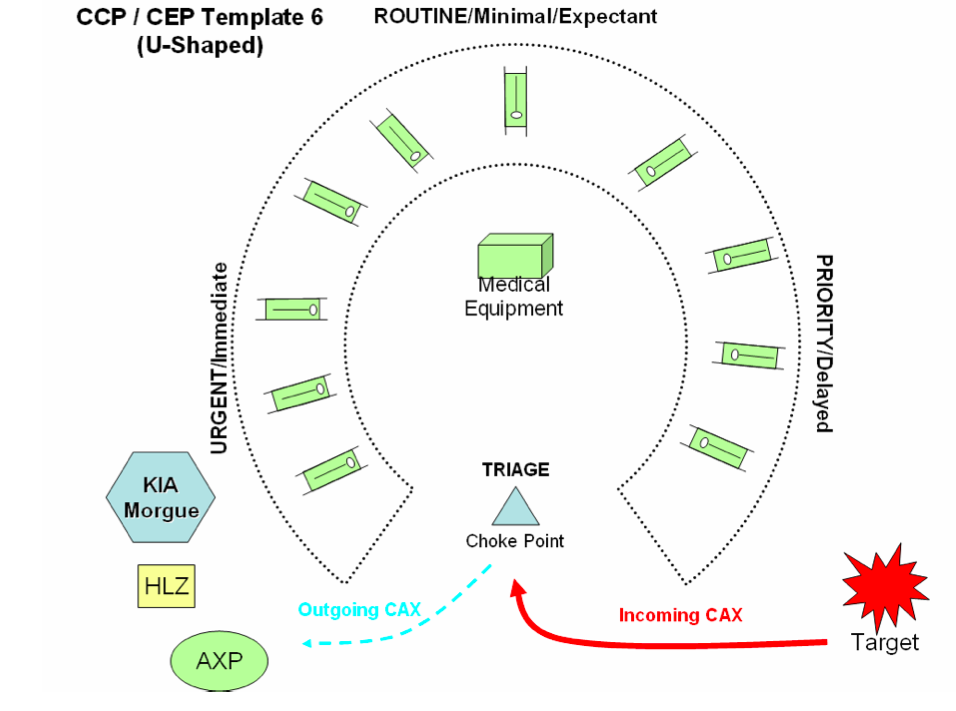 CCP / CEP Template 6
(U-Shaped)
ROUTINE/Minimal/Expectant
Medical
Equipment
URGENT/Immediate
PRIORITY/Delayed
TRIAGE
Choke Point
KIA
Morgue
HLZ
AXP
Outgoing CAX
Incoming CAX
Target